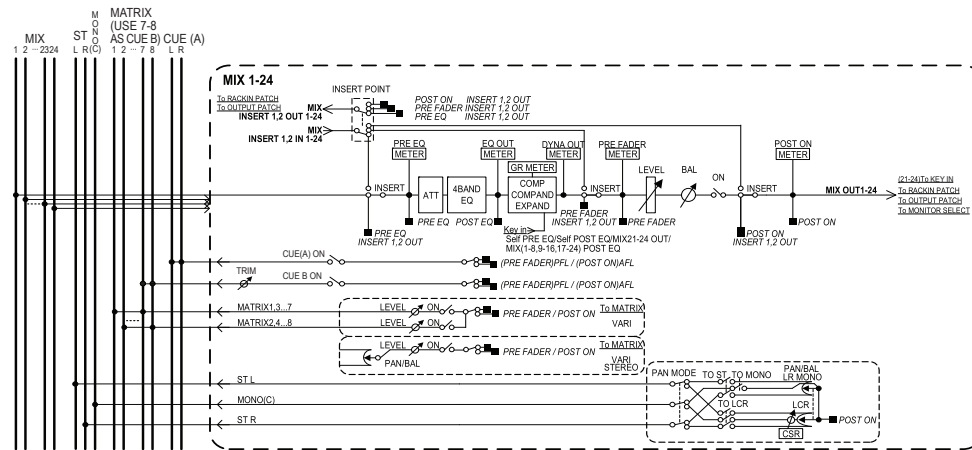 MATRIX
(USE 7-8
AS CUE B)
MIX
ST
MONO
(C)
CUE (A)
1 2 ··· 2324
L R
1 2 ··· 7 8
L R
MIX 1-24
INSERT POINT
To RACKIN PATCH
To OUTPUT PATCH
MIX
INSERT 1,2 OUT 1-24
MIX
INSERT 1,2 IN 1-24
POST ON INSERT 1,2 OUT
PRE FADER INSERT 1,2 OUT
PRE EQ INSERT 1,2 OUT
PRE EQ
METER
EQ OUT
METER
DYNA OUT
METER
PRE FADER
METER
POST ON
METER
GR METER
LEVEL
BAL
ON
INSERT
ATT
4BAND
EQ
COMP
COMPAND
EXPAND
INSERT
INSERT
MIX OUT1-24
(21-24)To KEY IN
To RACKIN PATCH
To OUTPUT PATCH
To MONITOR SELECT
PRE EQ
INSERT 1,2 OUT
PRE EQ
POST EQ
Key in
Self PRE EQ/Self POST EQ/MIX21-24 OUT/
MIX(1-8,9-16,17-24) POST EQ
PRE FADER
INSERT 1,2 OUT
PRE FADER
POST ON
INSERT 1,2 OUT
POST ON
CUE(A) ON
(PRE FADER)PFL / (POST ON)AFL
TRIM
CUE B ON
(PRE FADER)PFL / (POST ON)AFL
MATRIX1,3...7
LEVEL
ON
PRE FADER / POST ON
To MATRIX
VARI
MATRIX2,4...8
LEVEL
ON
LEVEL
ON
PAN/BAL
PRE FADER / POST ON
To MATRIX
VARI
STEREO
PAN MODE
TO ST
TO MONO
PAN/BAL
LR MONO
TO LCR
LCR
CSR
POST ON
ST L
MONO(C)
ST R